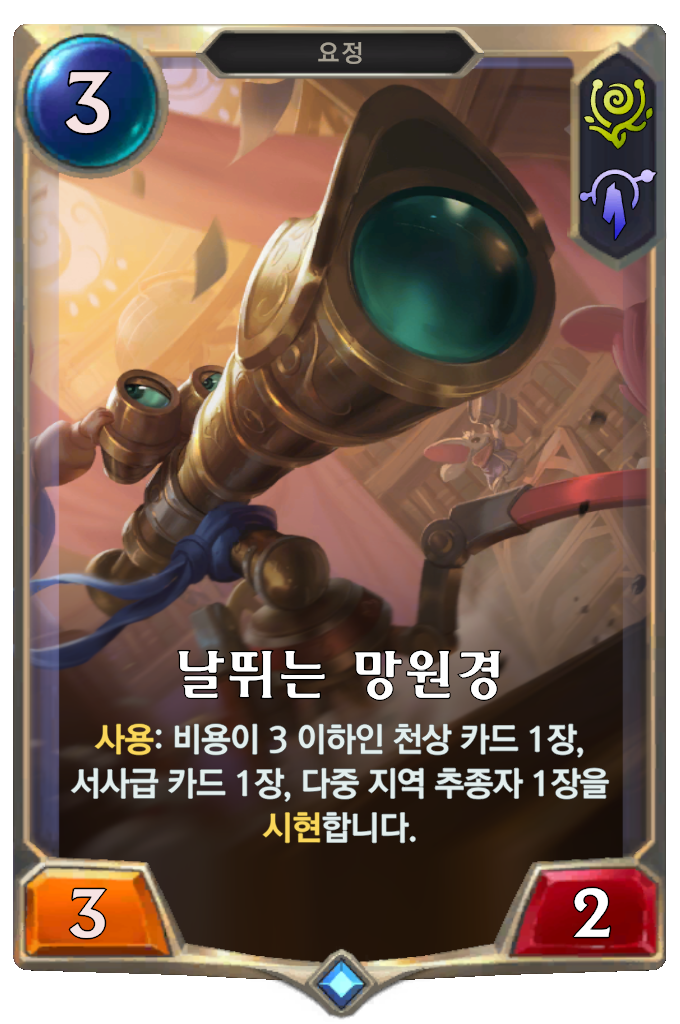 요정
3
날뛰는 망원경
사용: 비용이 3 이하인 천상 카드 1장,
서사급 카드 1장, 다중 지역 추종자 1장을
시현합니다.
3
2